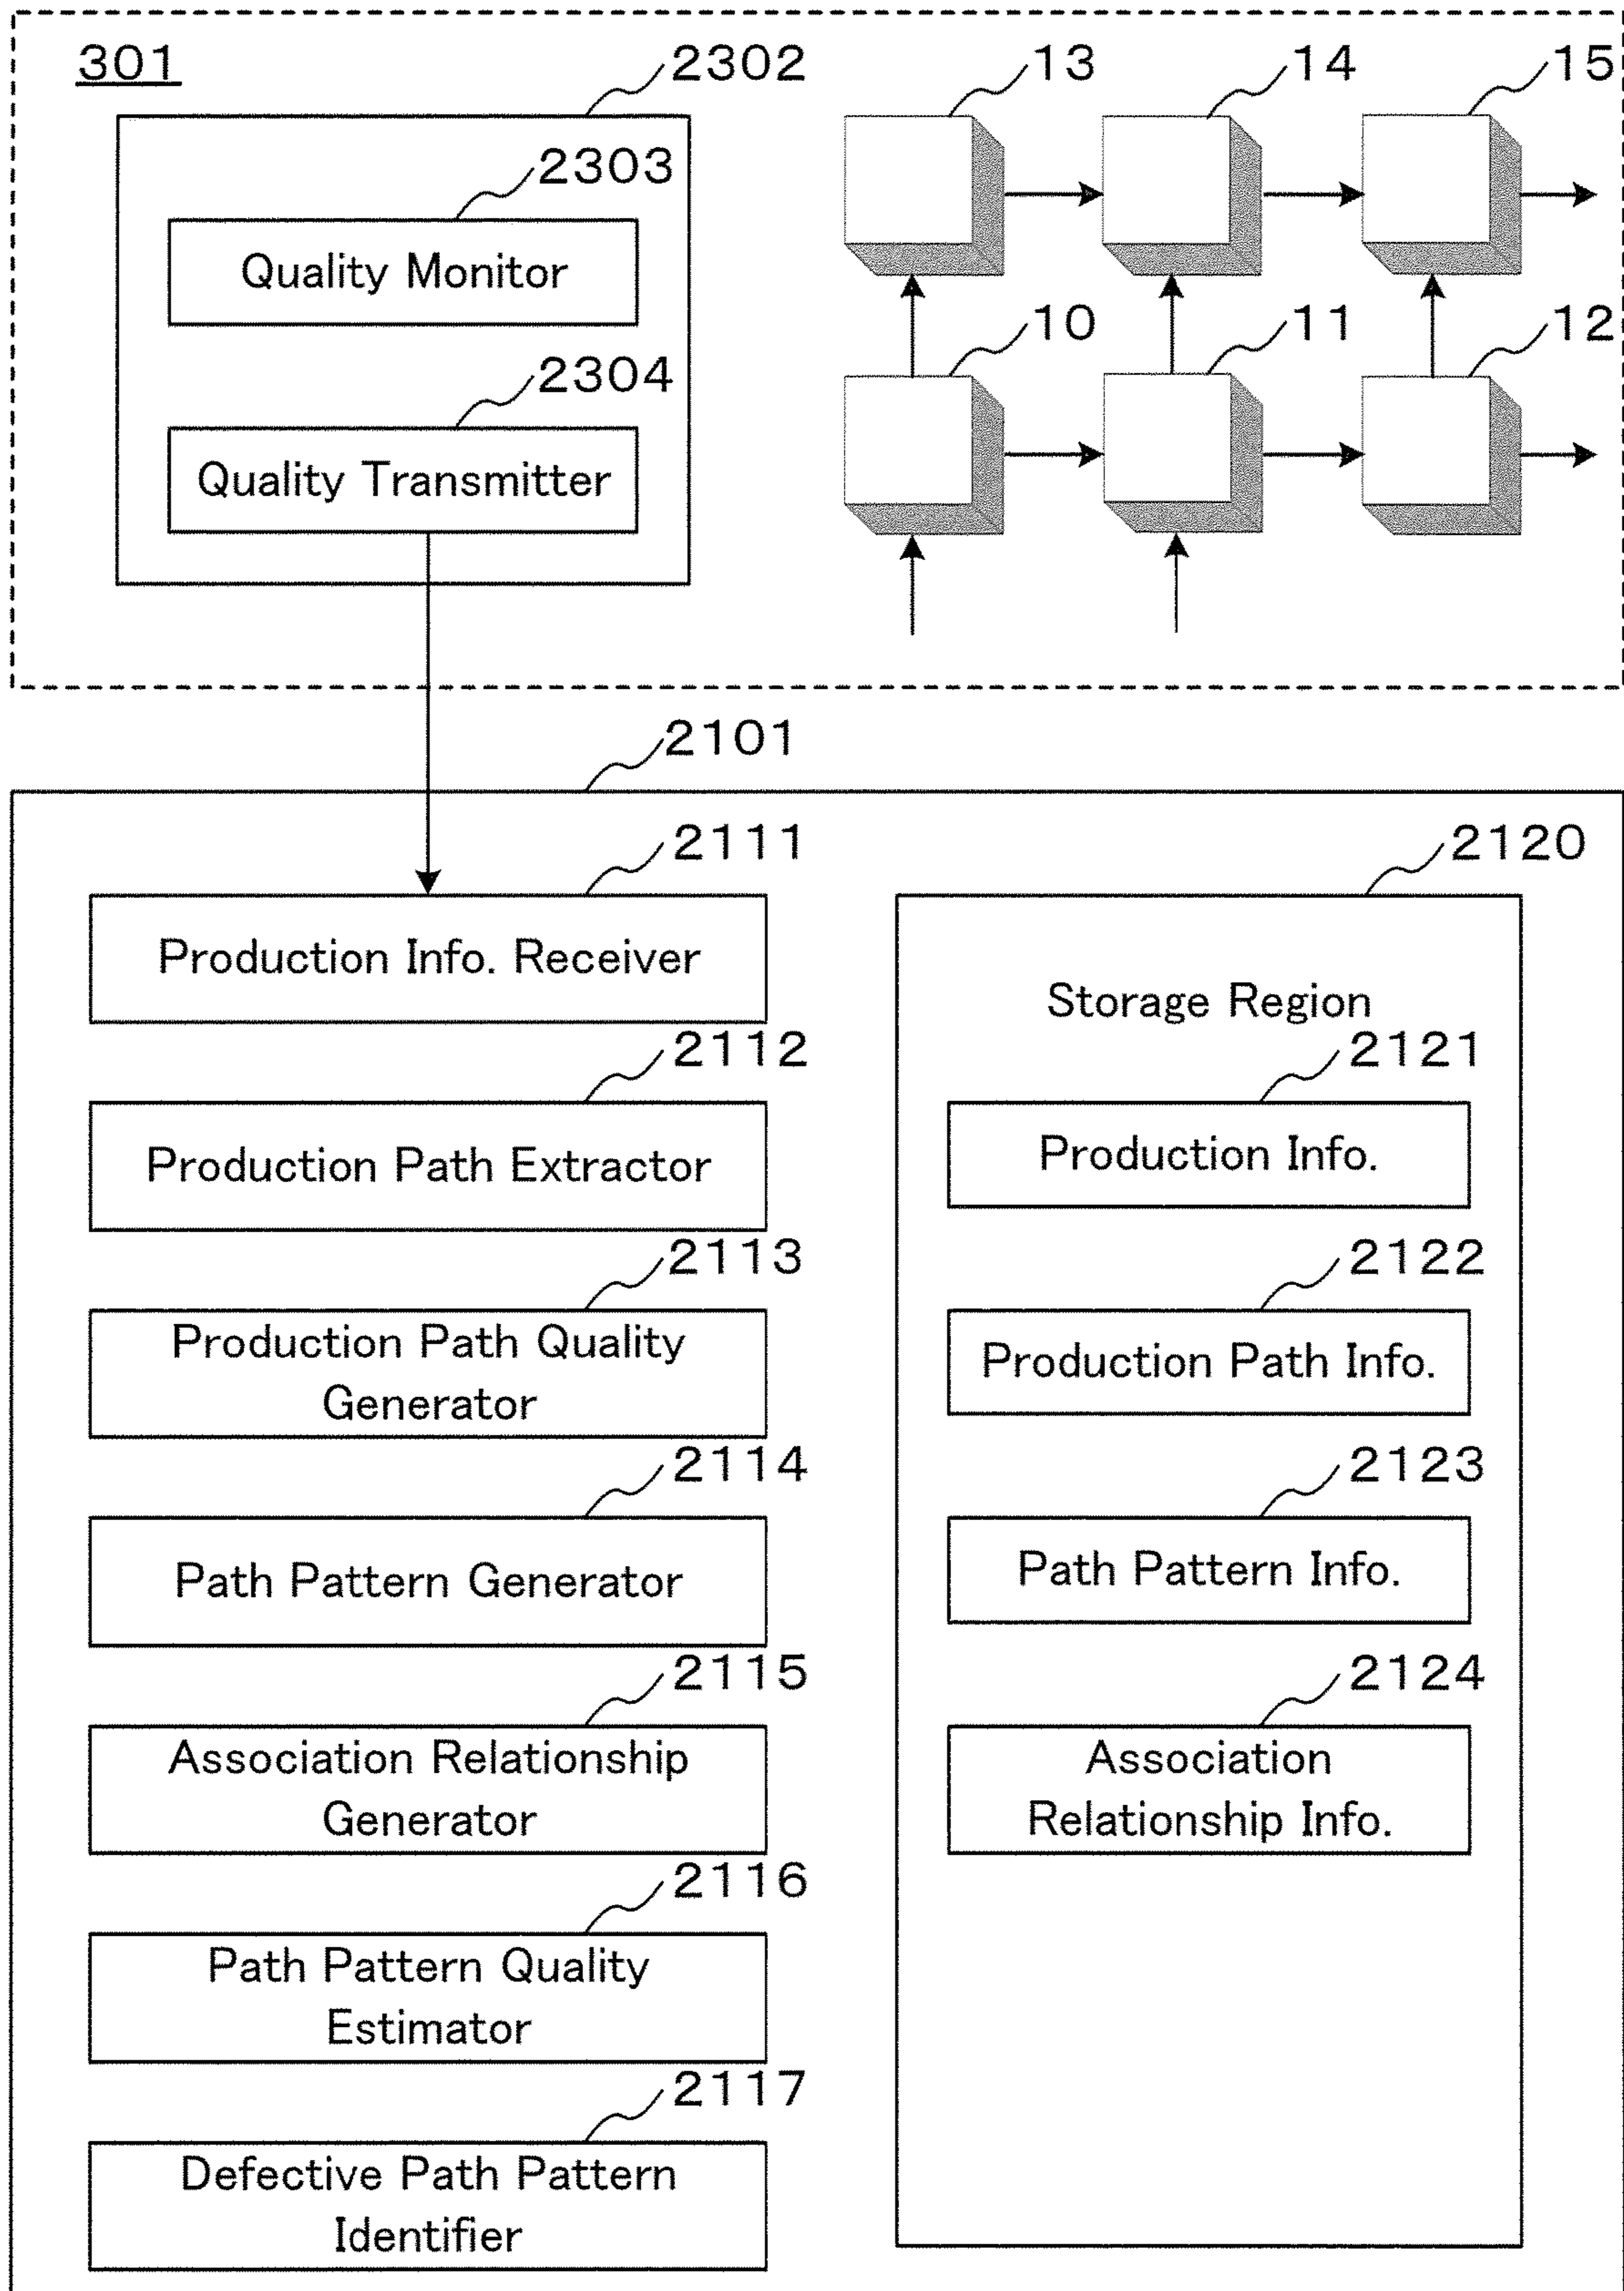 301
2302
13
14
15
2303
Quality Monitor
10
11
12
2304
Quality Transmitter
2101
2111
Production Info. Receiver
2112
Production Path Extractor
2113
Production Path Quality
Generator
2114
Path Pattern Generator
2115
Association Relationship
Generator
2116
Path Pattern Quality
Estimator
2117
Defective Path Pattern
Identifier
2120
Storage Region
2121
Production Info.
2122
Production Path Info.
2123
Path Pattern Info.
2124
Association
Relationship Info.